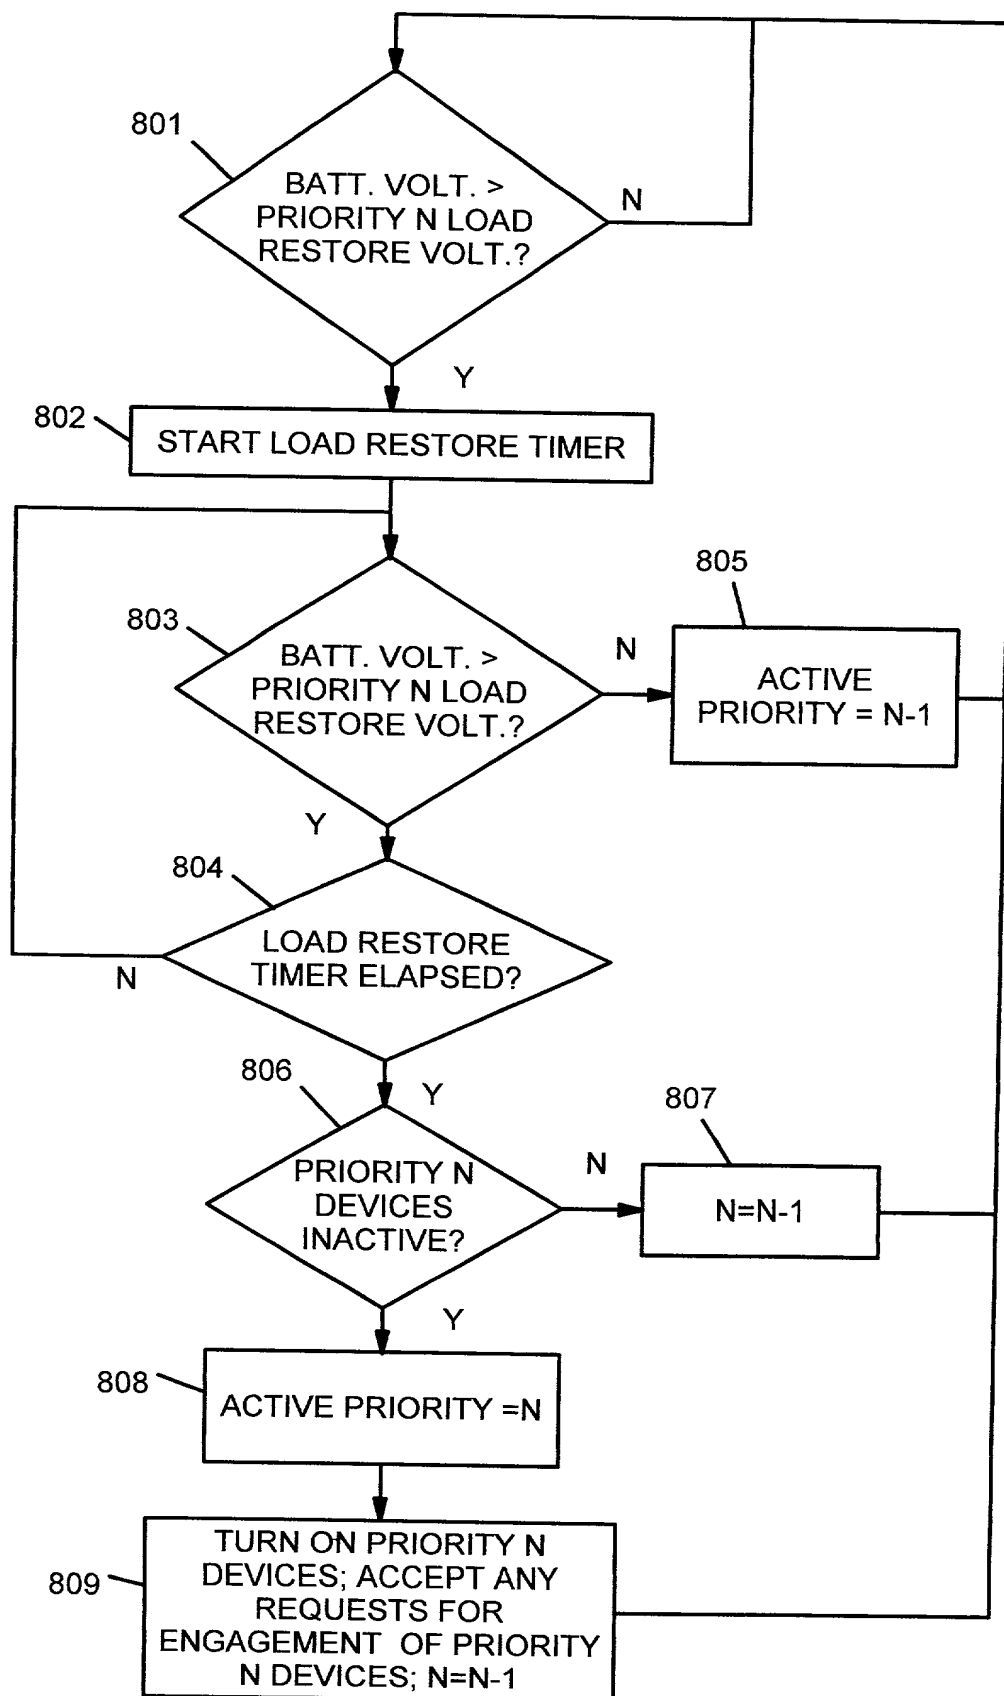 801
BATT. VOLT. >
PRIORITY N LOAD
RESTORE VOLT.?
N
Y
802
START LOAD RESTORE TIMER
803
BATT. VOLT. >
PRIORITY N LOAD
RESTORE VOLT.?
N
805
ACTIVE
PRIORITY = N-1
Y
804
LOAD RESTORE
TIMER ELAPSED?
N
Y
806
PRIORITY N
DEVICES
INACTIVE?
N
807
N=N-1
Y
808
ACTIVE PRIORITY =N
809
TURN ON PRIORITY N
DEVICES; ACCEPT ANY
REQUESTS FOR
ENGAGEMENT OF PRIORITY
N DEVICES; N=N-1